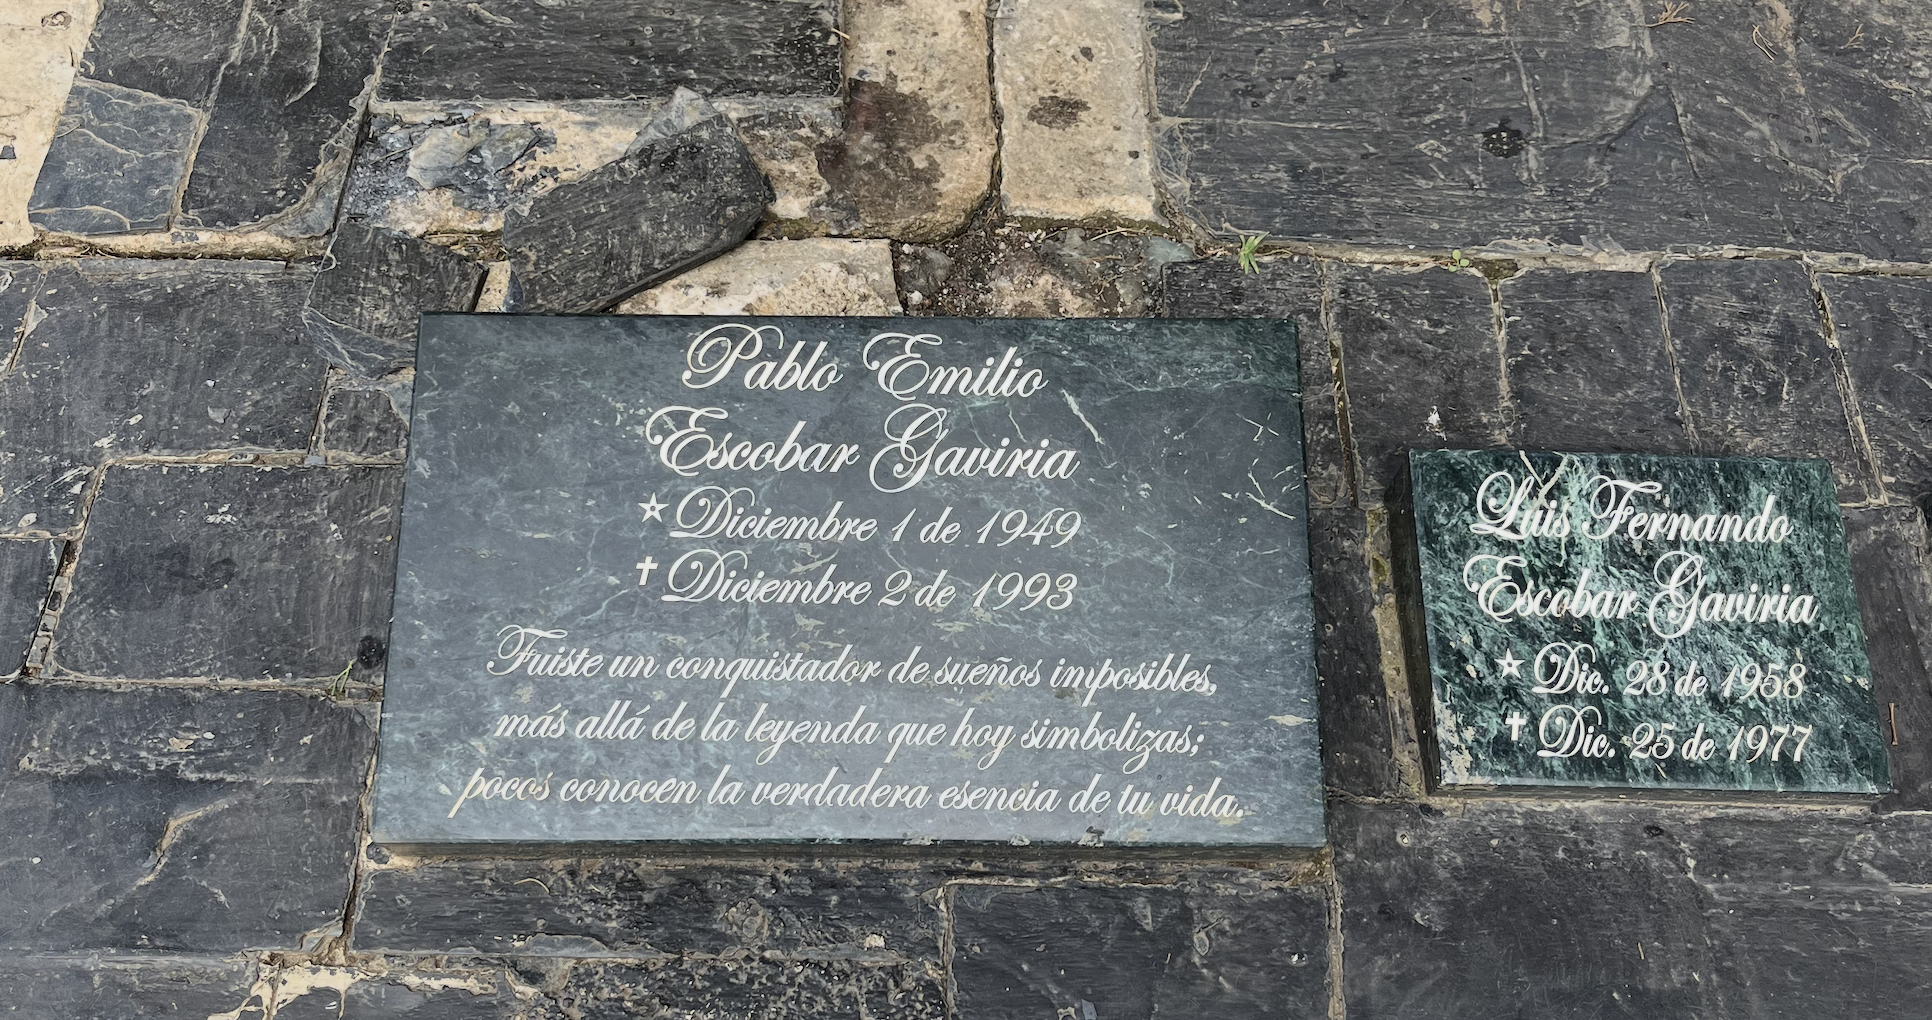 Pablo Emilio
Escobar Gaviria
☆ Diciembre 1 de 1949
✝ Diciembre 2 de 1993
Fuiste un conquistador de sueños imposibles,
más allá de la leyenda que hoy simbolizas;
pocos conocen la verdadera esencia de tu vida.
Luis Fernando
Escobar Gaviria
☆ Dic. 28 de 1958
✝ Dic. 25 de 1977